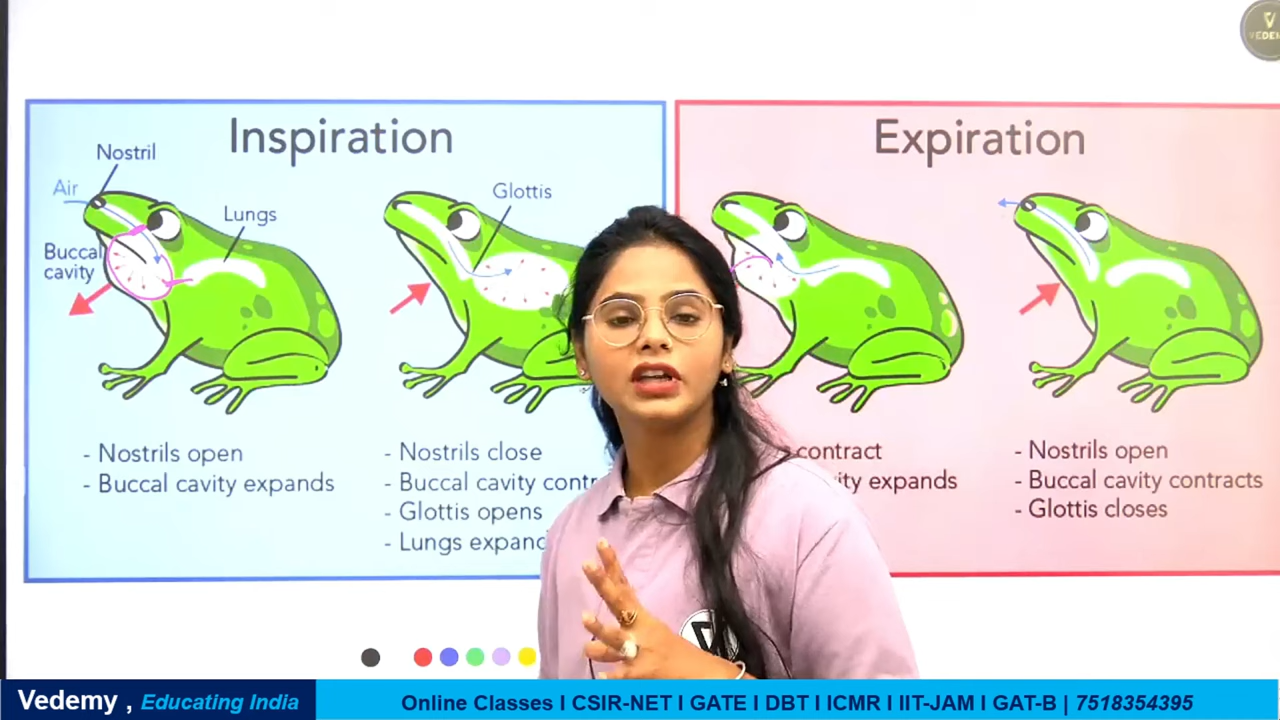 VEDEM
Inspiration
Expiration
Nostril
Air
Glottis
Lungs
Buccal
cavity
- Nostrils open
- Buccal cavity expands
- Nostrils close
- Buccal cavity contr
- Glottis opens
- Lungs expand
contract
ity expands
- Nostrils open
- Buccal cavity contracts
- Glottis closes
Vedemy , Educating India
Online Classes I CSIR-NET I GATE I DBT I ICMR I IIT-JAM I GAT-B | 7518354395